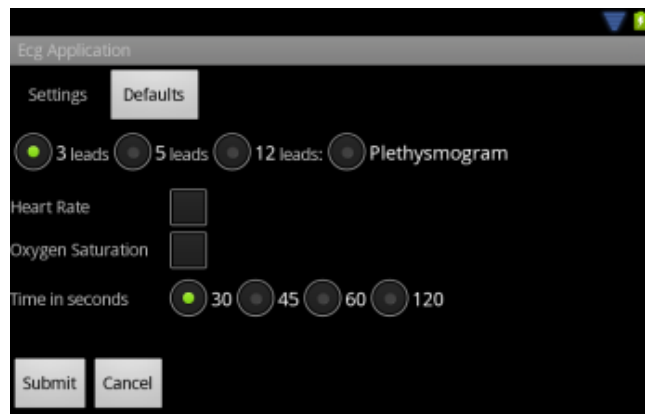 Ecg Application
Settings Defaults
3 leads 5 leads 12 leads: Plethysmogram
Heart Rate
Oxygen Saturation
Time in seconds 30 45 60 120
Submit Cancel